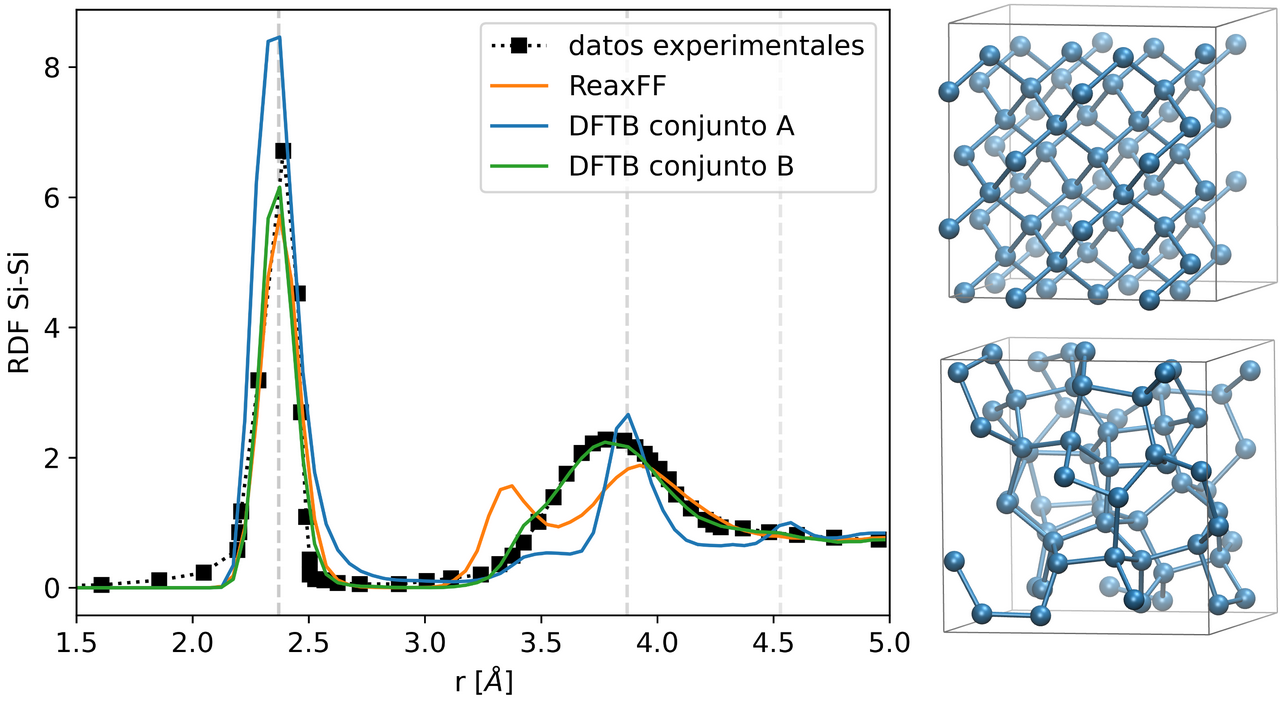 datos experimentales
ReaxFF
DFTB conjunto A
DFTB conjunto B
RDF Si-Si
8
6
4
2
0
1.5 2.0 2.5 3.0 3.5 4.0 4.5 5.0
r [Å]